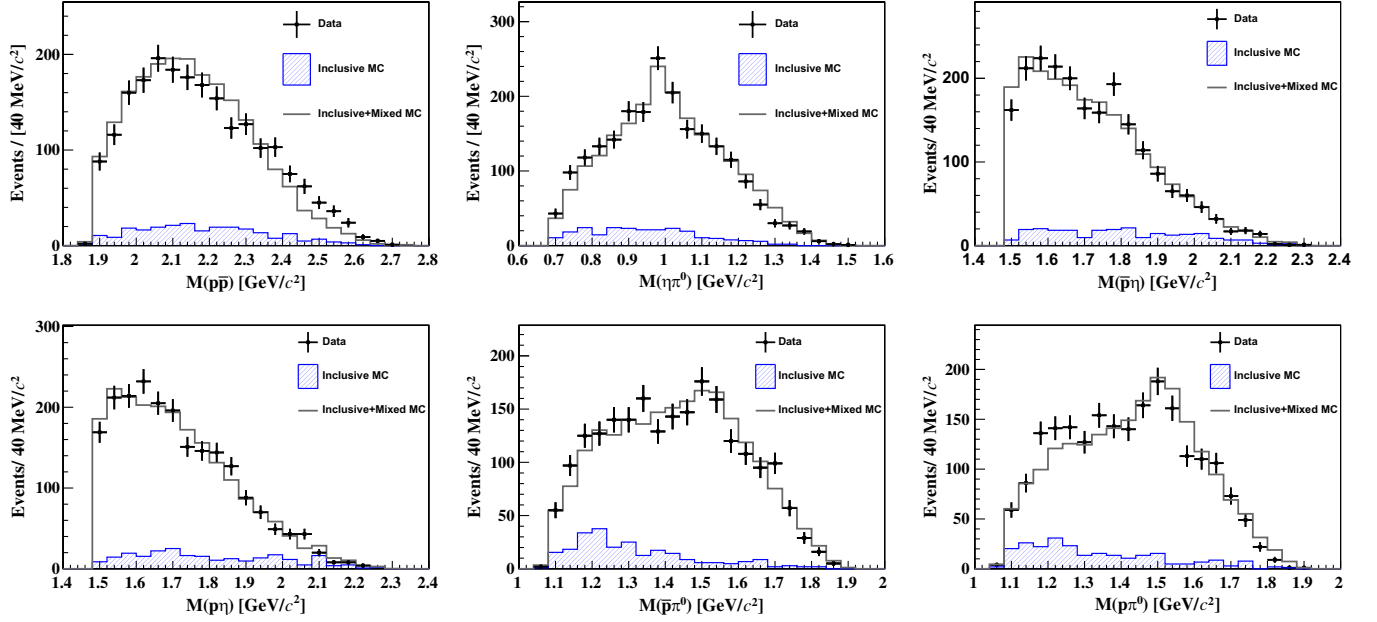 Events / [40 MeV/c²]
200
100
0
Data
Inclusive MC
Inclusive+Mixed MC
1.8 1.9 2 2.1 2.2 2.3 2.4 2.5 2.6 2.7 2.8
M(pp̅) [GeV/c²]
Events / [40 MeV/c²]
300
200
100
0
Data
Inclusive MC
Inclusive+Mixed MC
0.6 0.7 0.8 0.9 1 1.1 1.2 1.3 1.4 1.5 1.6
M(ηπ⁰) [GeV/c²]
Events/ 40 MeV/c²
200
100
0
Data
Inclusive MC
Inclusive+Mixed MC
1.4 1.5 1.6 1.7 1.8 1.9 2 2.1 2.2 2.3 2.4
M(p̅η) [GeV/c²]
Events/ 40 MeV/c²
300
200
100
0
Data
Inclusive MC
Inclusive+Mixed MC
1.4 1.5 1.6 1.7 1.8 1.9 2 2.1 2.2 2.3 2.4
M(pη) [GeV/c²]
Events/ 40 MeV/c²
200
150
100
50
0
Data
Inclusive MC
Inclusive+Mixed MC
1 1.1 1.2 1.3 1.4 1.5 1.6 1.7 1.8 1.9 2
M(p̅π⁰) [GeV/c²]
Events/ 40 MeV/c²
200
150
100
50
0
Data
Inclusive MC
Inclusive+Mixed MC
1 1.1 1.2 1.3 1.4 1.5 1.6 1.7 1.8 1.9 2
M(pπ⁰) [GeV/c²]